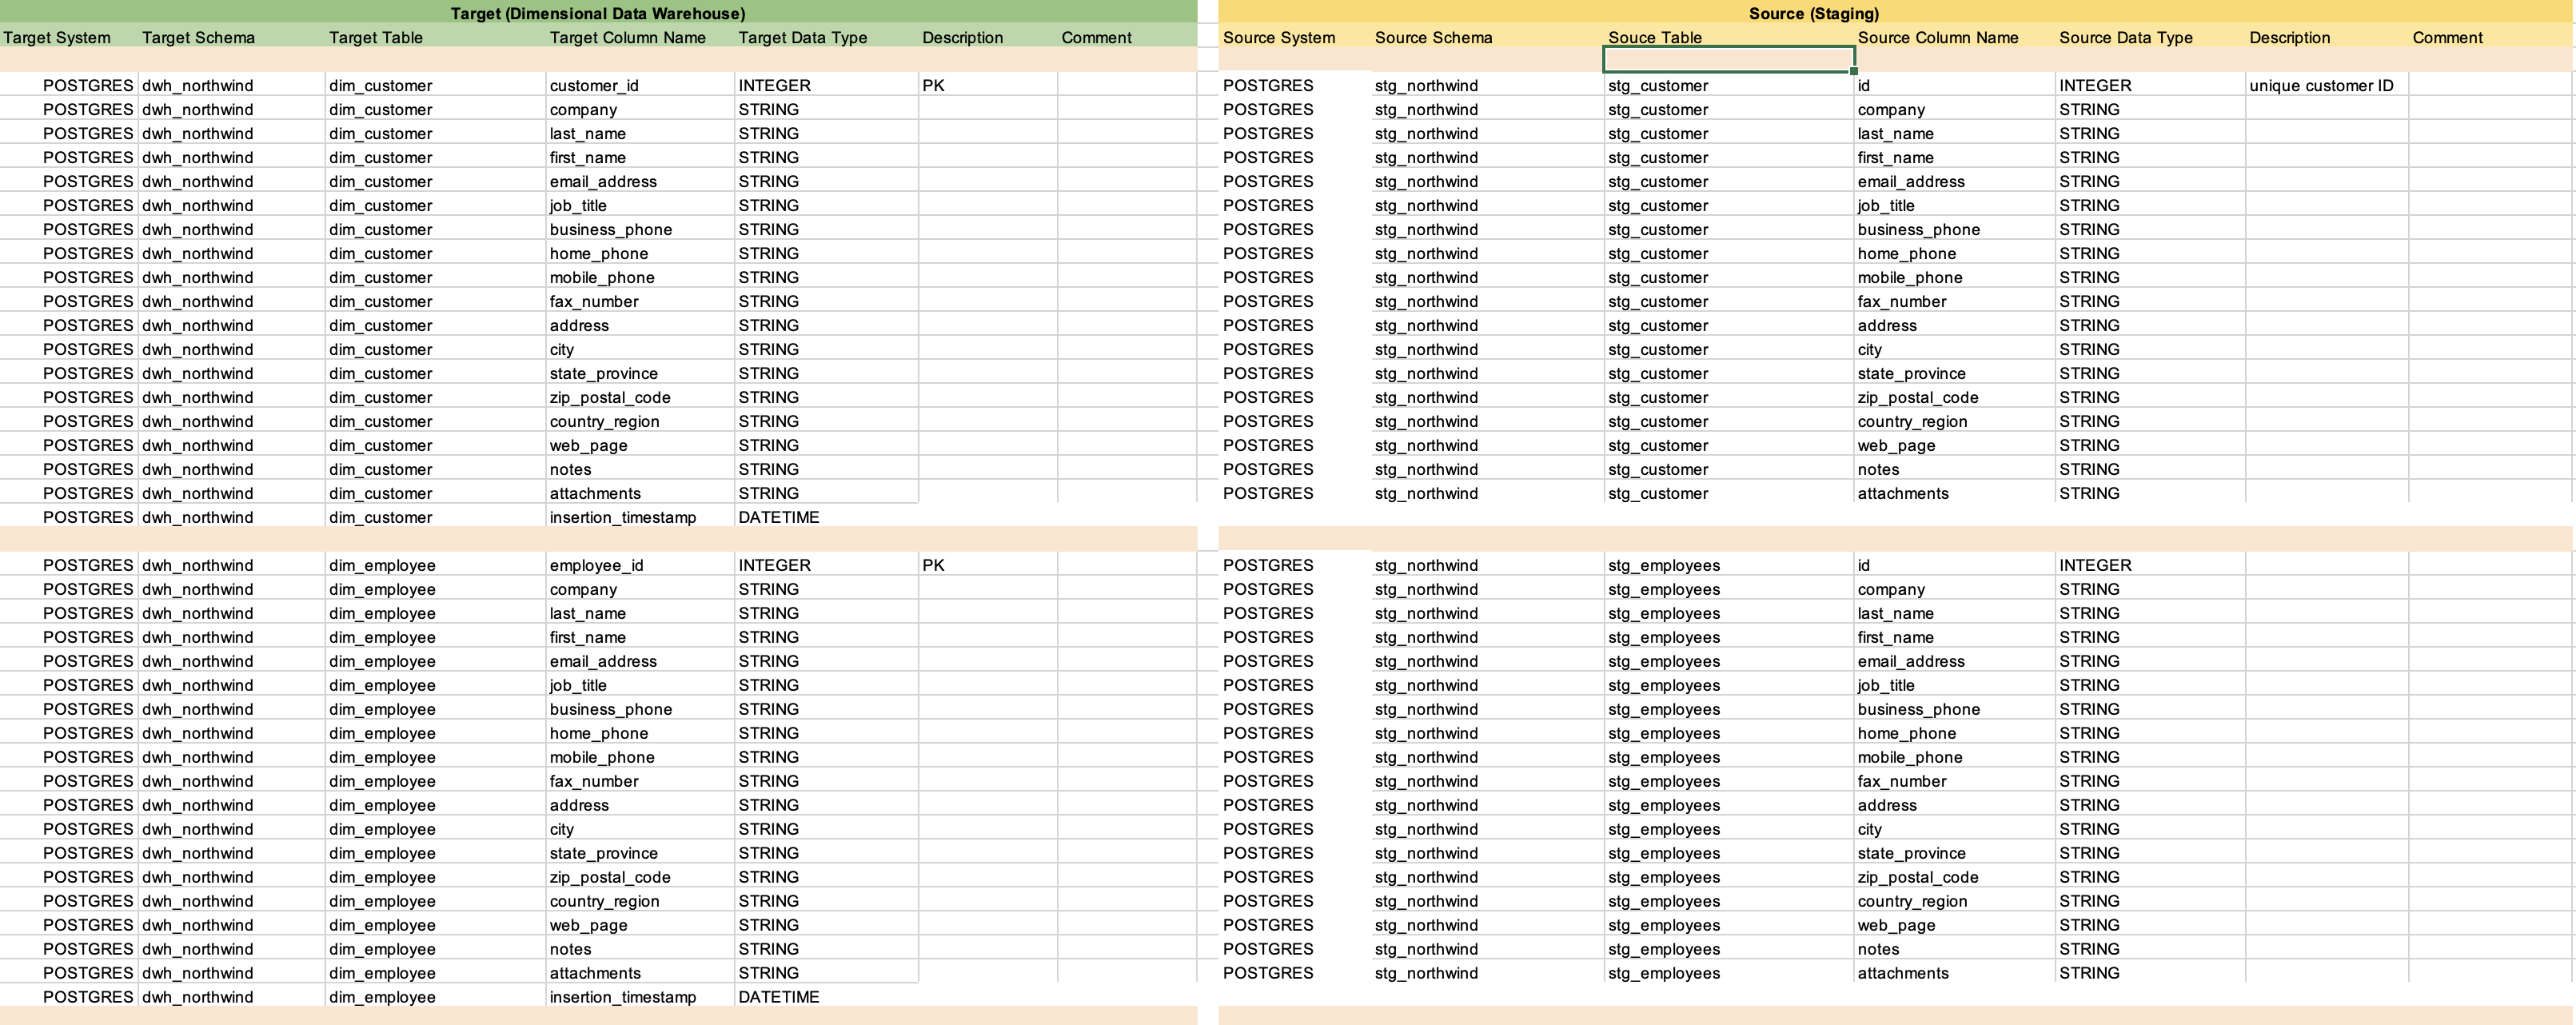 Target (Dimensional Data Warehouse) Source (Staging)
Target System Target Schema Target Table Target Column Name Target Data Type Description Comment Source System Source Schema Souce Table Source Column Name Source Data Type Description Comment
POSTGRES dwh_northwind dim_customer customer_id INTEGER PK POSTGRES stg_northwind stg_customer id INTEGER unique customer ID
POSTGRES dwh_northwind dim_customer company STRING POSTGRES stg_northwind stg_customer company STRING
POSTGRES dwh_northwind dim_customer last_name STRING POSTGRES stg_northwind stg_customer last_name STRING
POSTGRES dwh_northwind dim_customer first_name STRING POSTGRES stg_northwind stg_customer first_name STRING
POSTGRES dwh_northwind dim_customer email_address STRING POSTGRES stg_northwind stg_customer email_address STRING
POSTGRES dwh_northwind dim_customer job_title STRING POSTGRES stg_northwind stg_customer job_title STRING
POSTGRES dwh_northwind dim_customer business_phone STRING POSTGRES stg_northwind stg_customer business_phone STRING
POSTGRES dwh_northwind dim_customer home_phone STRING POSTGRES stg_northwind stg_customer home_phone STRING
POSTGRES dwh_northwind dim_customer mobile_phone STRING POSTGRES stg_northwind stg_customer mobile_phone STRING
POSTGRES dwh_northwind dim_customer fax_number STRING POSTGRES stg_northwind stg_customer fax_number STRING
POSTGRES dwh_northwind dim_customer address STRING POSTGRES stg_northwind stg_customer address STRING
POSTGRES dwh_northwind dim_customer city STRING POSTGRES stg_northwind stg_customer city STRING
POSTGRES dwh_northwind dim_customer state_province STRING POSTGRES stg_northwind stg_customer state_province STRING
POSTGRES dwh_northwind dim_customer zip_postal_code STRING POSTGRES stg_northwind stg_customer zip_postal_code STRING
POSTGRES dwh_northwind dim_customer country_region STRING POSTGRES stg_northwind stg_customer country_region STRING
POSTGRES dwh_northwind dim_customer web_page STRING POSTGRES stg_northwind stg_customer web_page STRING
POSTGRES dwh_northwind dim_customer notes STRING POSTGRES stg_northwind stg_customer notes STRING
POSTGRES dwh_northwind dim_customer attachments STRING POSTGRES stg_northwind stg_customer attachments STRING
POSTGRES dwh_northwind dim_customer insertion_timestamp DATETIME
POSTGRES dwh_northwind dim_employee employee_id INTEGER PK POSTGRES stg_northwind stg_employees id INTEGER
POSTGRES dwh_northwind dim_employee company STRING POSTGRES stg_northwind stg_employees company STRING
POSTGRES dwh_northwind dim_employee last_name STRING POSTGRES stg_northwind stg_employees last_name STRING
POSTGRES dwh_northwind dim_employee first_name STRING POSTGRES stg_northwind stg_employees first_name STRING
POSTGRES dwh_northwind dim_employee email_address STRING POSTGRES stg_northwind stg_employees email_address STRING
POSTGRES dwh_northwind dim_employee job_title STRING POSTGRES stg_northwind stg_employees job_title STRING
POSTGRES dwh_northwind dim_employee business_phone STRING POSTGRES stg_northwind stg_employees business_phone STRING
POSTGRES dwh_northwind dim_employee home_phone STRING POSTGRES stg_northwind stg_employees home_phone STRING
POSTGRES dwh_northwind dim_employee mobile_phone STRING POSTGRES stg_northwind stg_employees mobile_phone STRING
POSTGRES dwh_northwind dim_employee fax_number STRING POSTGRES stg_northwind stg_employees fax_number STRING
POSTGRES dwh_northwind dim_employee address STRING POSTGRES stg_northwind stg_employees address STRING
POSTGRES dwh_northwind dim_employee city STRING POSTGRES stg_northwind stg_employees city STRING
POSTGRES dwh_northwind dim_employee state_province STRING POSTGRES stg_northwind stg_employees state_province STRING
POSTGRES dwh_northwind dim_employee zip_postal_code STRING POSTGRES stg_northwind stg_employees zip_postal_code STRING
POSTGRES dwh_northwind dim_employee country_region STRING POSTGRES stg_northwind stg_employees country_region STRING
POSTGRES dwh_northwind dim_employee web_page STRING POSTGRES stg_northwind stg_employees web_page STRING
POSTGRES dwh_northwind dim_employee notes STRING POSTGRES stg_northwind stg_employees notes STRING
POSTGRES dwh_northwind dim_employee attachments STRING POSTGRES stg_northwind stg_employees attachments STRING
POSTGRES dwh_northwind dim_employee insertion_timestamp DATETIME